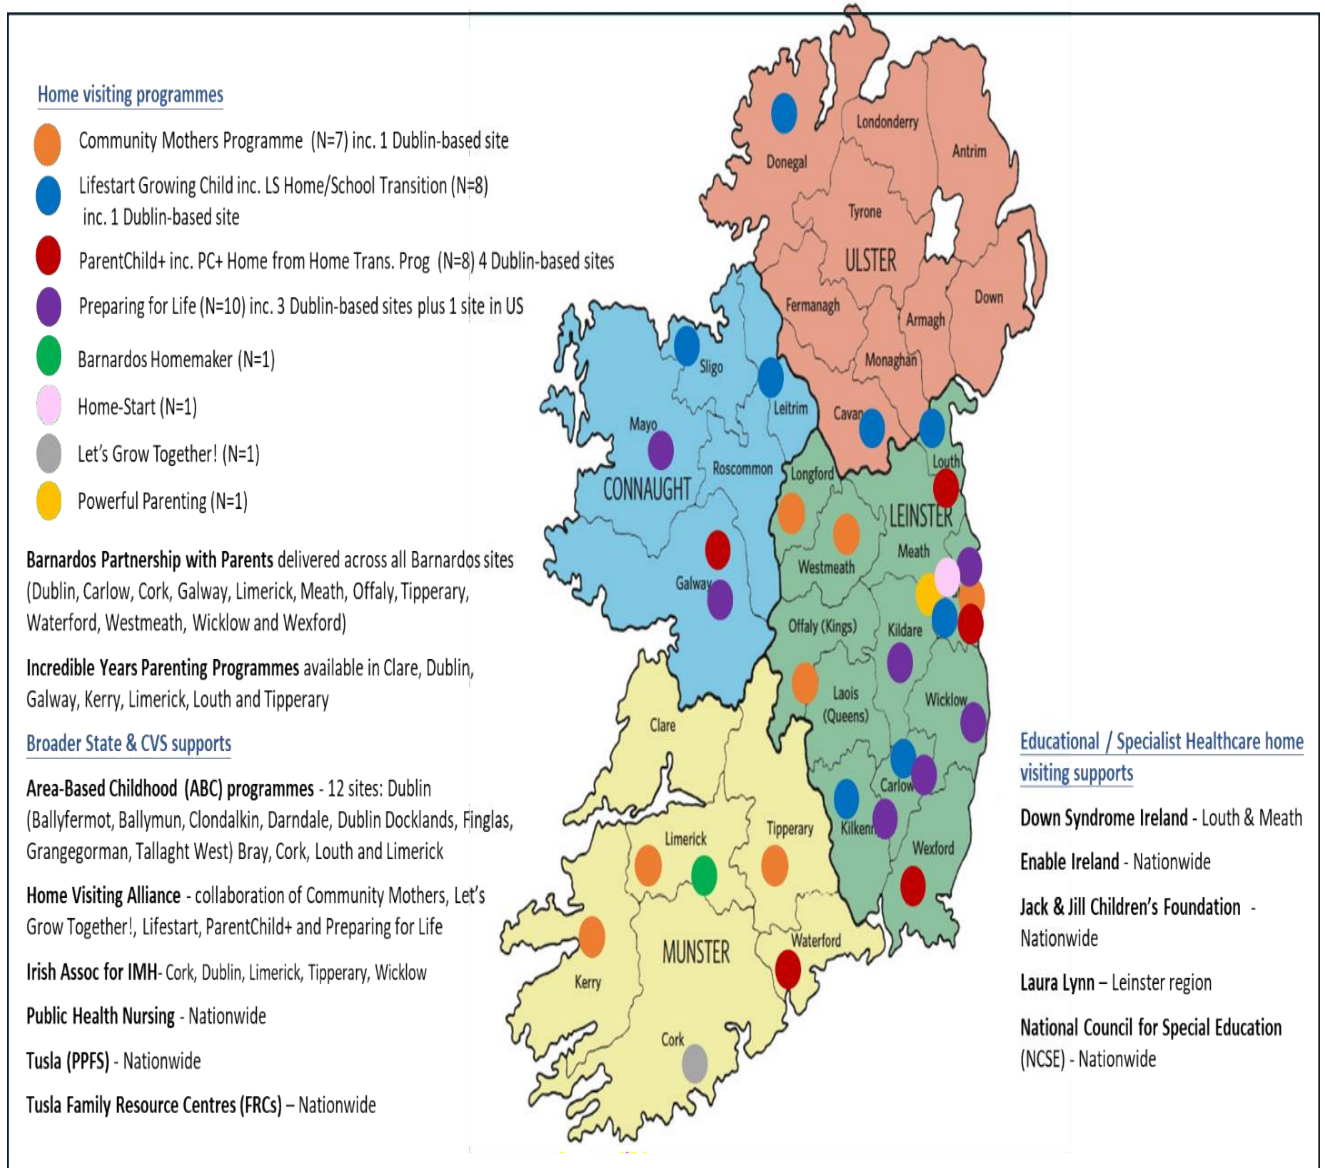 Home visiting programmes
Community Mothers Programme (N=7) inc. 1 Dublin-based site
Lifestart Growing Child inc. LS Home/School Transition (N=8)
inc. 1 Dublin-based site
ParentChild+ inc. PC+ Home from Home Trans. Prog (N=8) 4 Dublin-based sites
Preparing for Life (N=10) inc. 3 Dublin-based sites plus 1 site in US
Barnardos Homemaker (N=1)
Home-Start (N=1)
Let's Grow Together! (N=1)
Powerful Parenting (N=1)
Barnardos Partnership with Parents delivered across all Barnardos sites
(Dublin, Carlow, Cork, Galway, Limerick, Meath, Offaly, Tipperary,
Waterford, Westmeath, Wicklow and Wexford)
Incredible Years Parenting Programmes available in Clare, Dublin,
Galway, Kerry, Limerick, Louth and Tipperary
Broader State & CVS supports
Area-Based Childhood (ABC) programmes - 12 sites: Dublin
(Ballyfermot, Ballymun, Clondalkin, Darndale, Dublin Docklands, Finglas,
Grangegorman, Tallaght West) Bray, Cork, Louth and Limerick
Home Visiting Alliance - collaboration of Community Mothers, Let's
Grow Together!, Lifestart, ParentChild+ and Preparing for Life
Irish Assoc for IMH- Cork, Dublin, Limerick, Tipperary, Wicklow
Public Health Nursing - Nationwide
Tusla (PPFS) - Nationwide
Tusla Family Resource Centres (FRCs) – Nationwide
Londonderry
Antrim
Donegal
Tyrone
ULSTER
Fermanagh
Down
Armagh
Monaghan
Cavan
Sligo
Leitrim
Mayo
Roscommon
CONNAUGHT
Galway
Louth
Longford
LEINSTER
Meath
Westmeath
Offaly (Kings)
Kildare
Laois
(Queens)
Wicklow
Carlow
Kilkenn
Wexford
Clare
Limerick
Tipperary
MUNSTER
Waterford
Kerry
Cork
Educational / Specialist Healthcare home
visiting supports
Down Syndrome Ireland - Louth & Meath
Enable Ireland - Nationwide
Jack & Jill Children's Foundation -
Nationwide
Laura Lynn – Leinster region
National Council for Special Education
(NCSE) - Nationwide